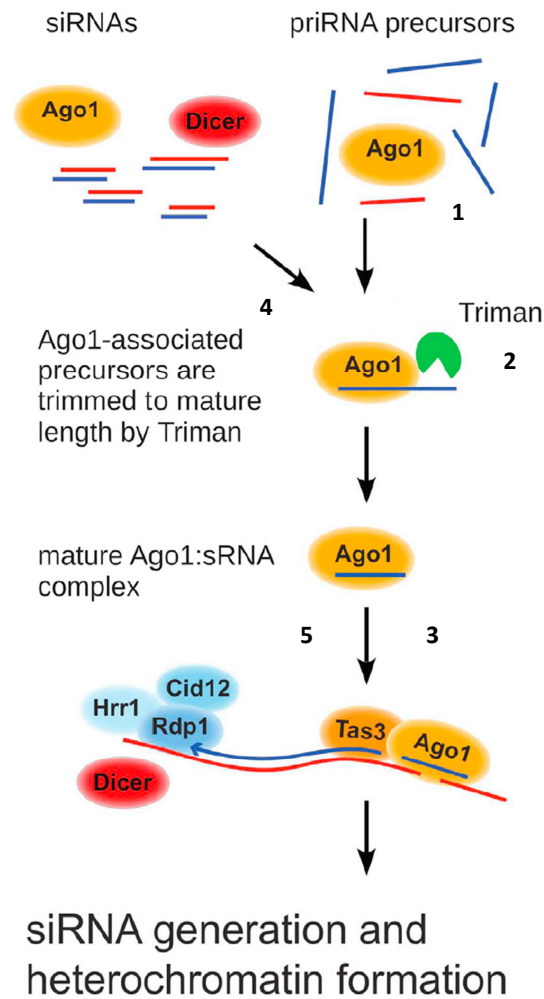 siRNAs
priRNA precursors
Ago1
Dicer
Ago1
1
4
Triman
Ago1-associated
precursors are
trimmed to mature
length by Triman
Ago1
2
mature Ago1:sRNA
complex
Ago1
5
3
Cid12
Hrr1
Rdp1
Tas3
Ago1
Dicer
siRNA generation and
heterochromatin formation